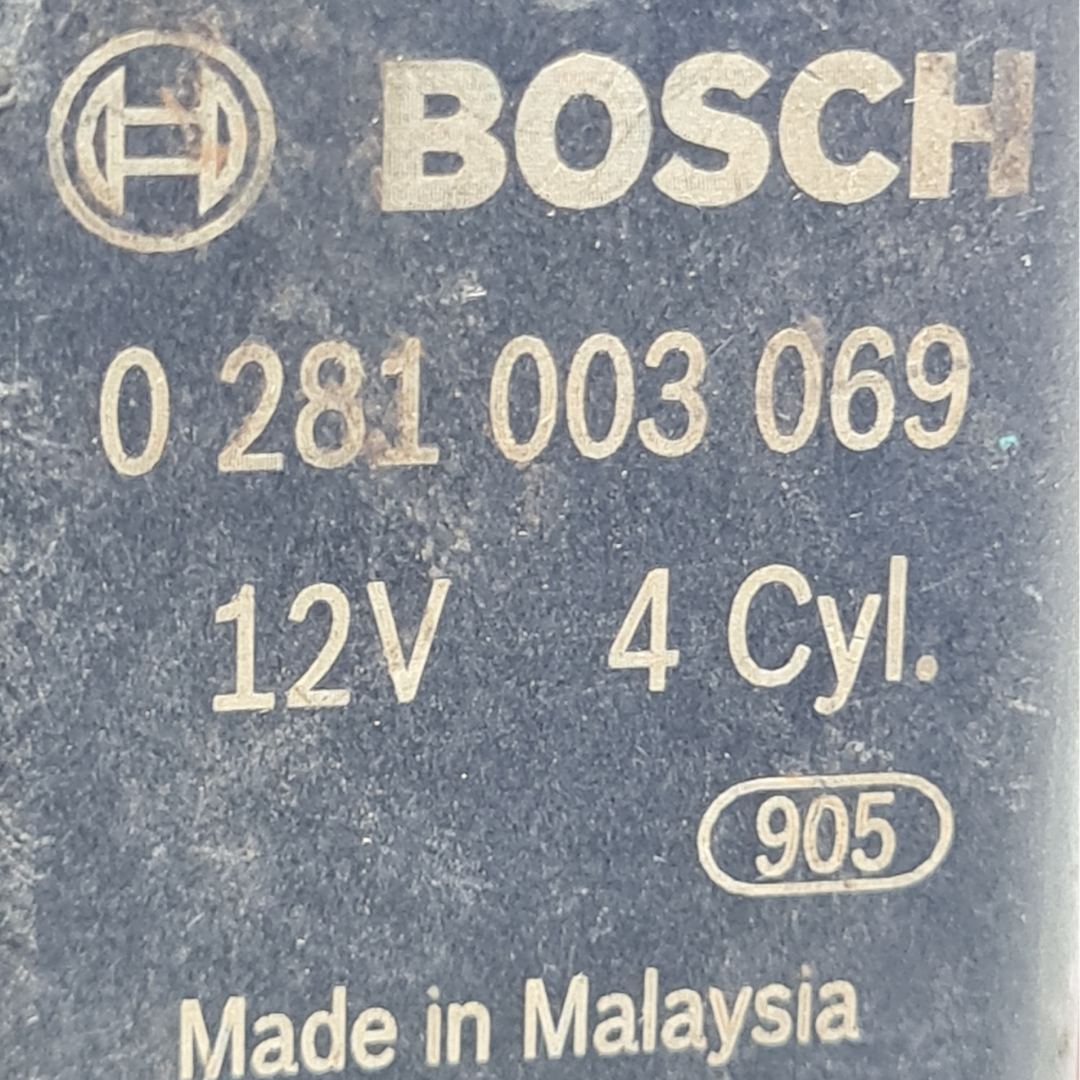 BOSCH
0 281 003 069
12V 4 Cyl.
905
Made in Malaysia